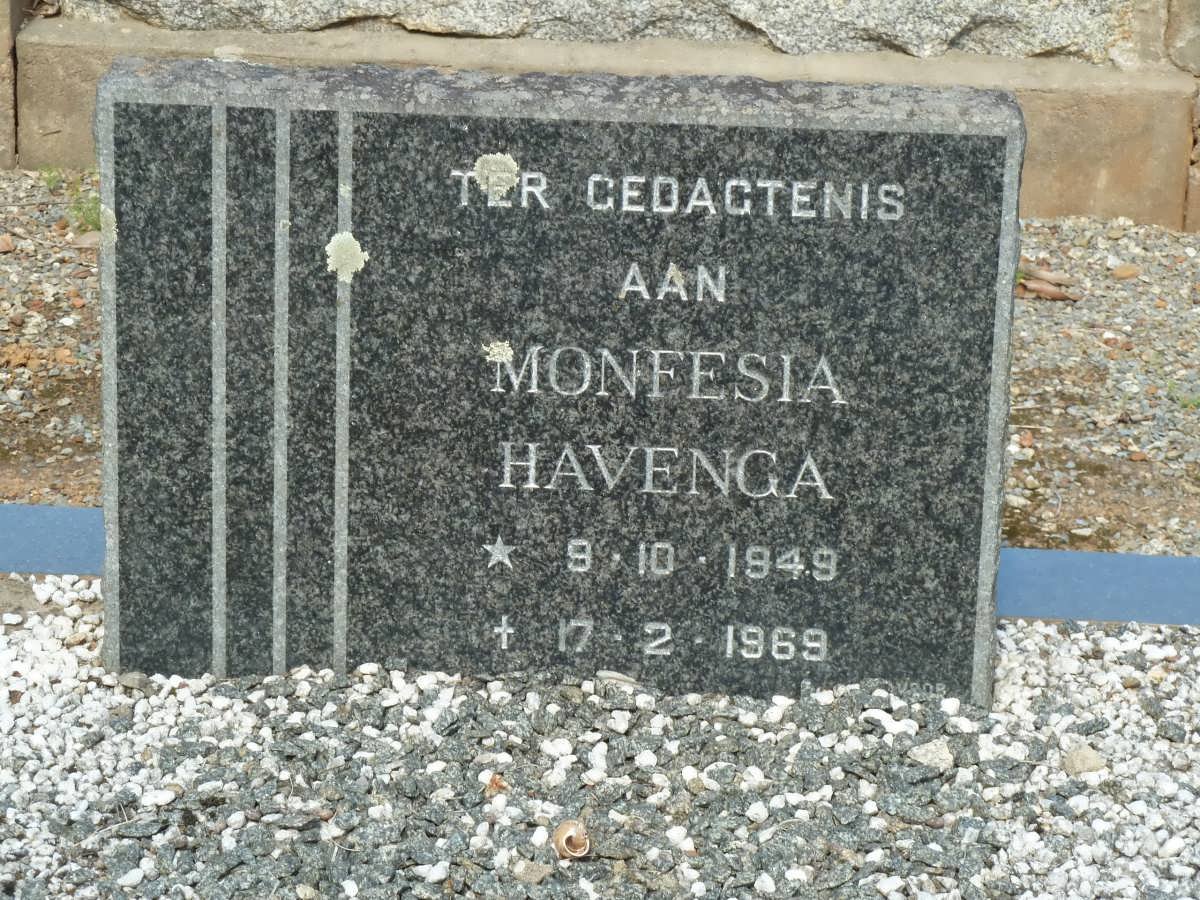 TER GEDAGTENIS
AAN
MONFESIA
HAVENGA
★ 9·10·1949
† 17·2·1969